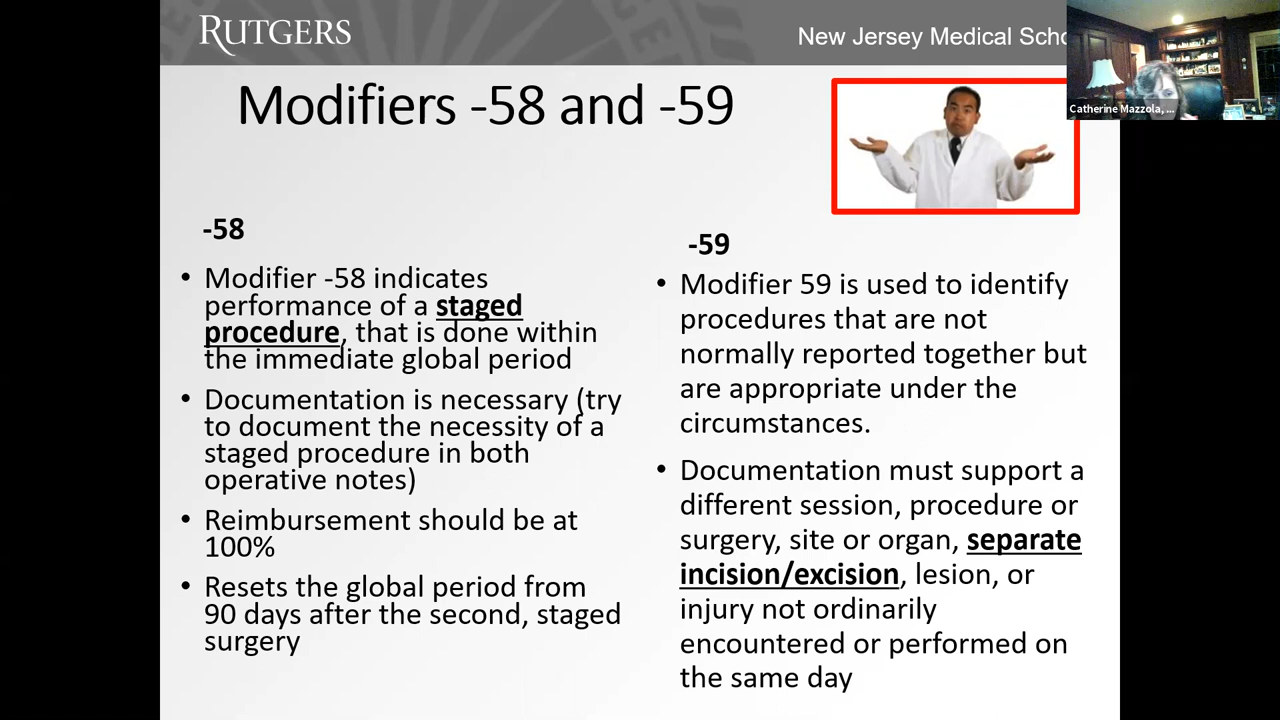 RUTGERS
New Jersey Medical Scho
Catherine Mazzola, ...
Modifiers -58 and -59
-58
• Modifier -58 indicates
performance of a staged
procedure, that is done within
the immediate global period
• Documentation is necessary (try
to document the necessity of a
staged procedure in both
operative notes)
• Reimbursement should be at
100%
• Resets the global period from
90 days after the second, staged
surgery
-59
• Modifier 59 is used to identify
procedures that are not
normally reported together but
are appropriate under the
circumstances.
• Documentation must support a
different session, procedure or
surgery, site or organ, separate
incision/excision, lesion, or
injury not ordinarily
encountered or performed on
the same day